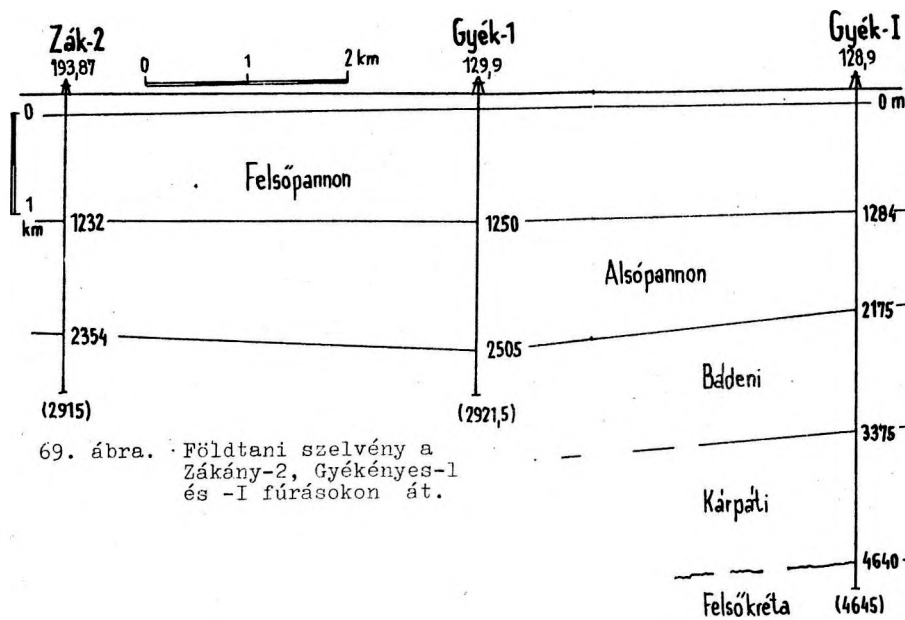 Zák-2
193,87
0 1 2 km
Gyék-1
129,9
Gyék-I
128,9
0
0 m
Felsőpannon
1
km
1232
1250
1284
Alsópannon
2354
2505
2175
Bádeni
(2915)
(2921,5)
3375
69. ábra. Földtani szelvény a
Zákány-2, Gyékényes-1
és -I fúrásokon át.
Kárpáti
4640
Felsőkréta
(4645)